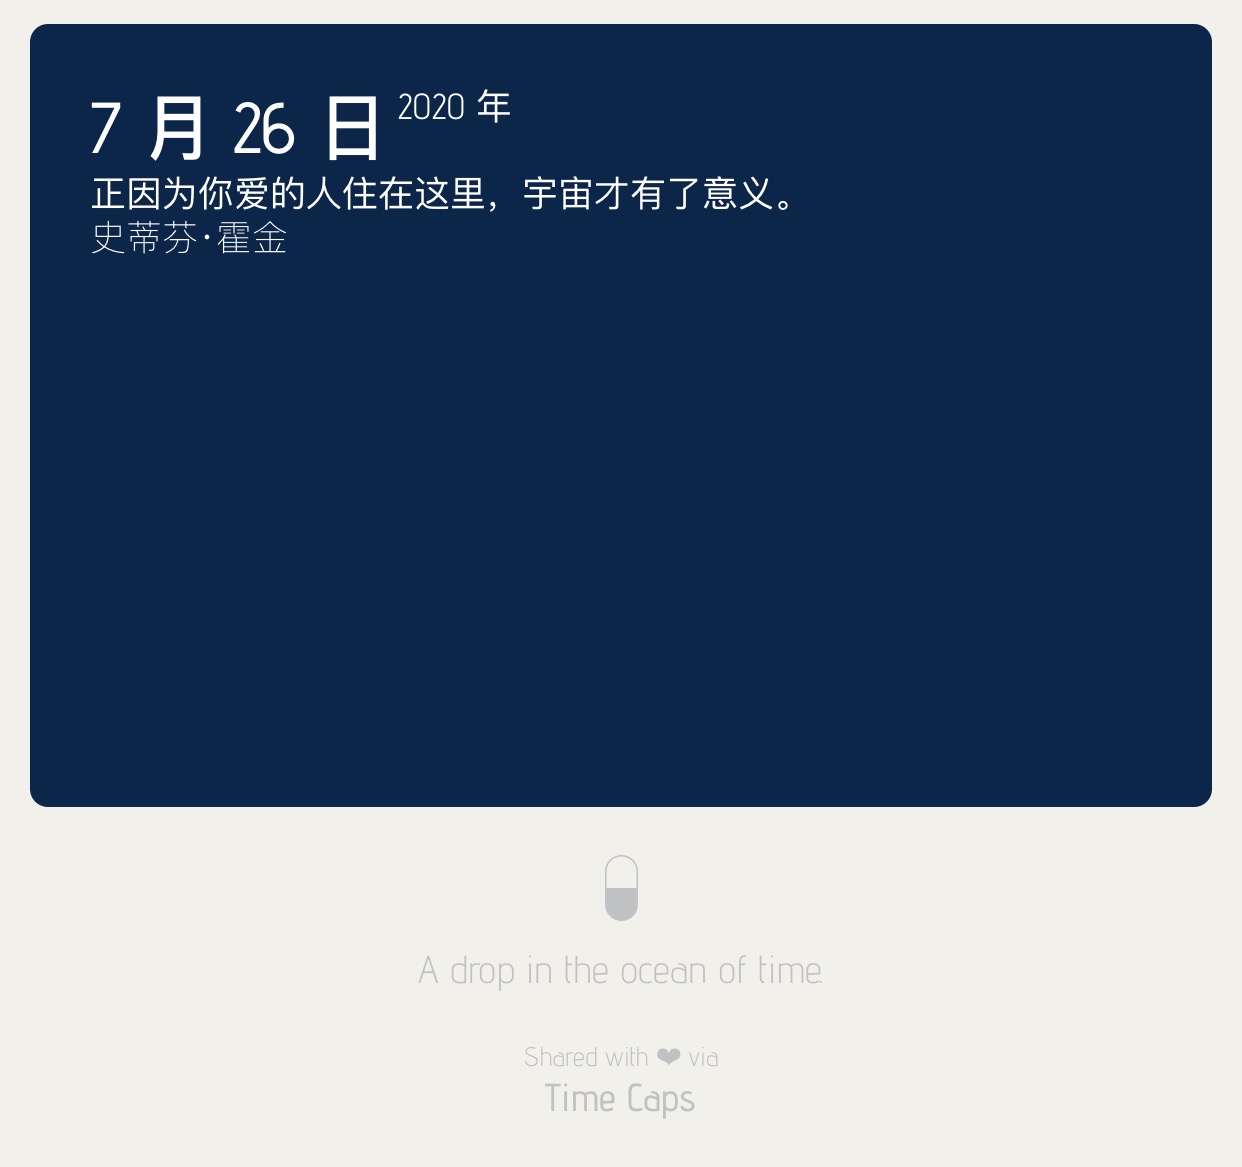 7 月 26 日 2020 年
正因为你爱的人住在这里，宇宙才有了意义。
史蒂芬·霍金
A drop in the ocean of time.
Shared with ❤ via
Time Caps